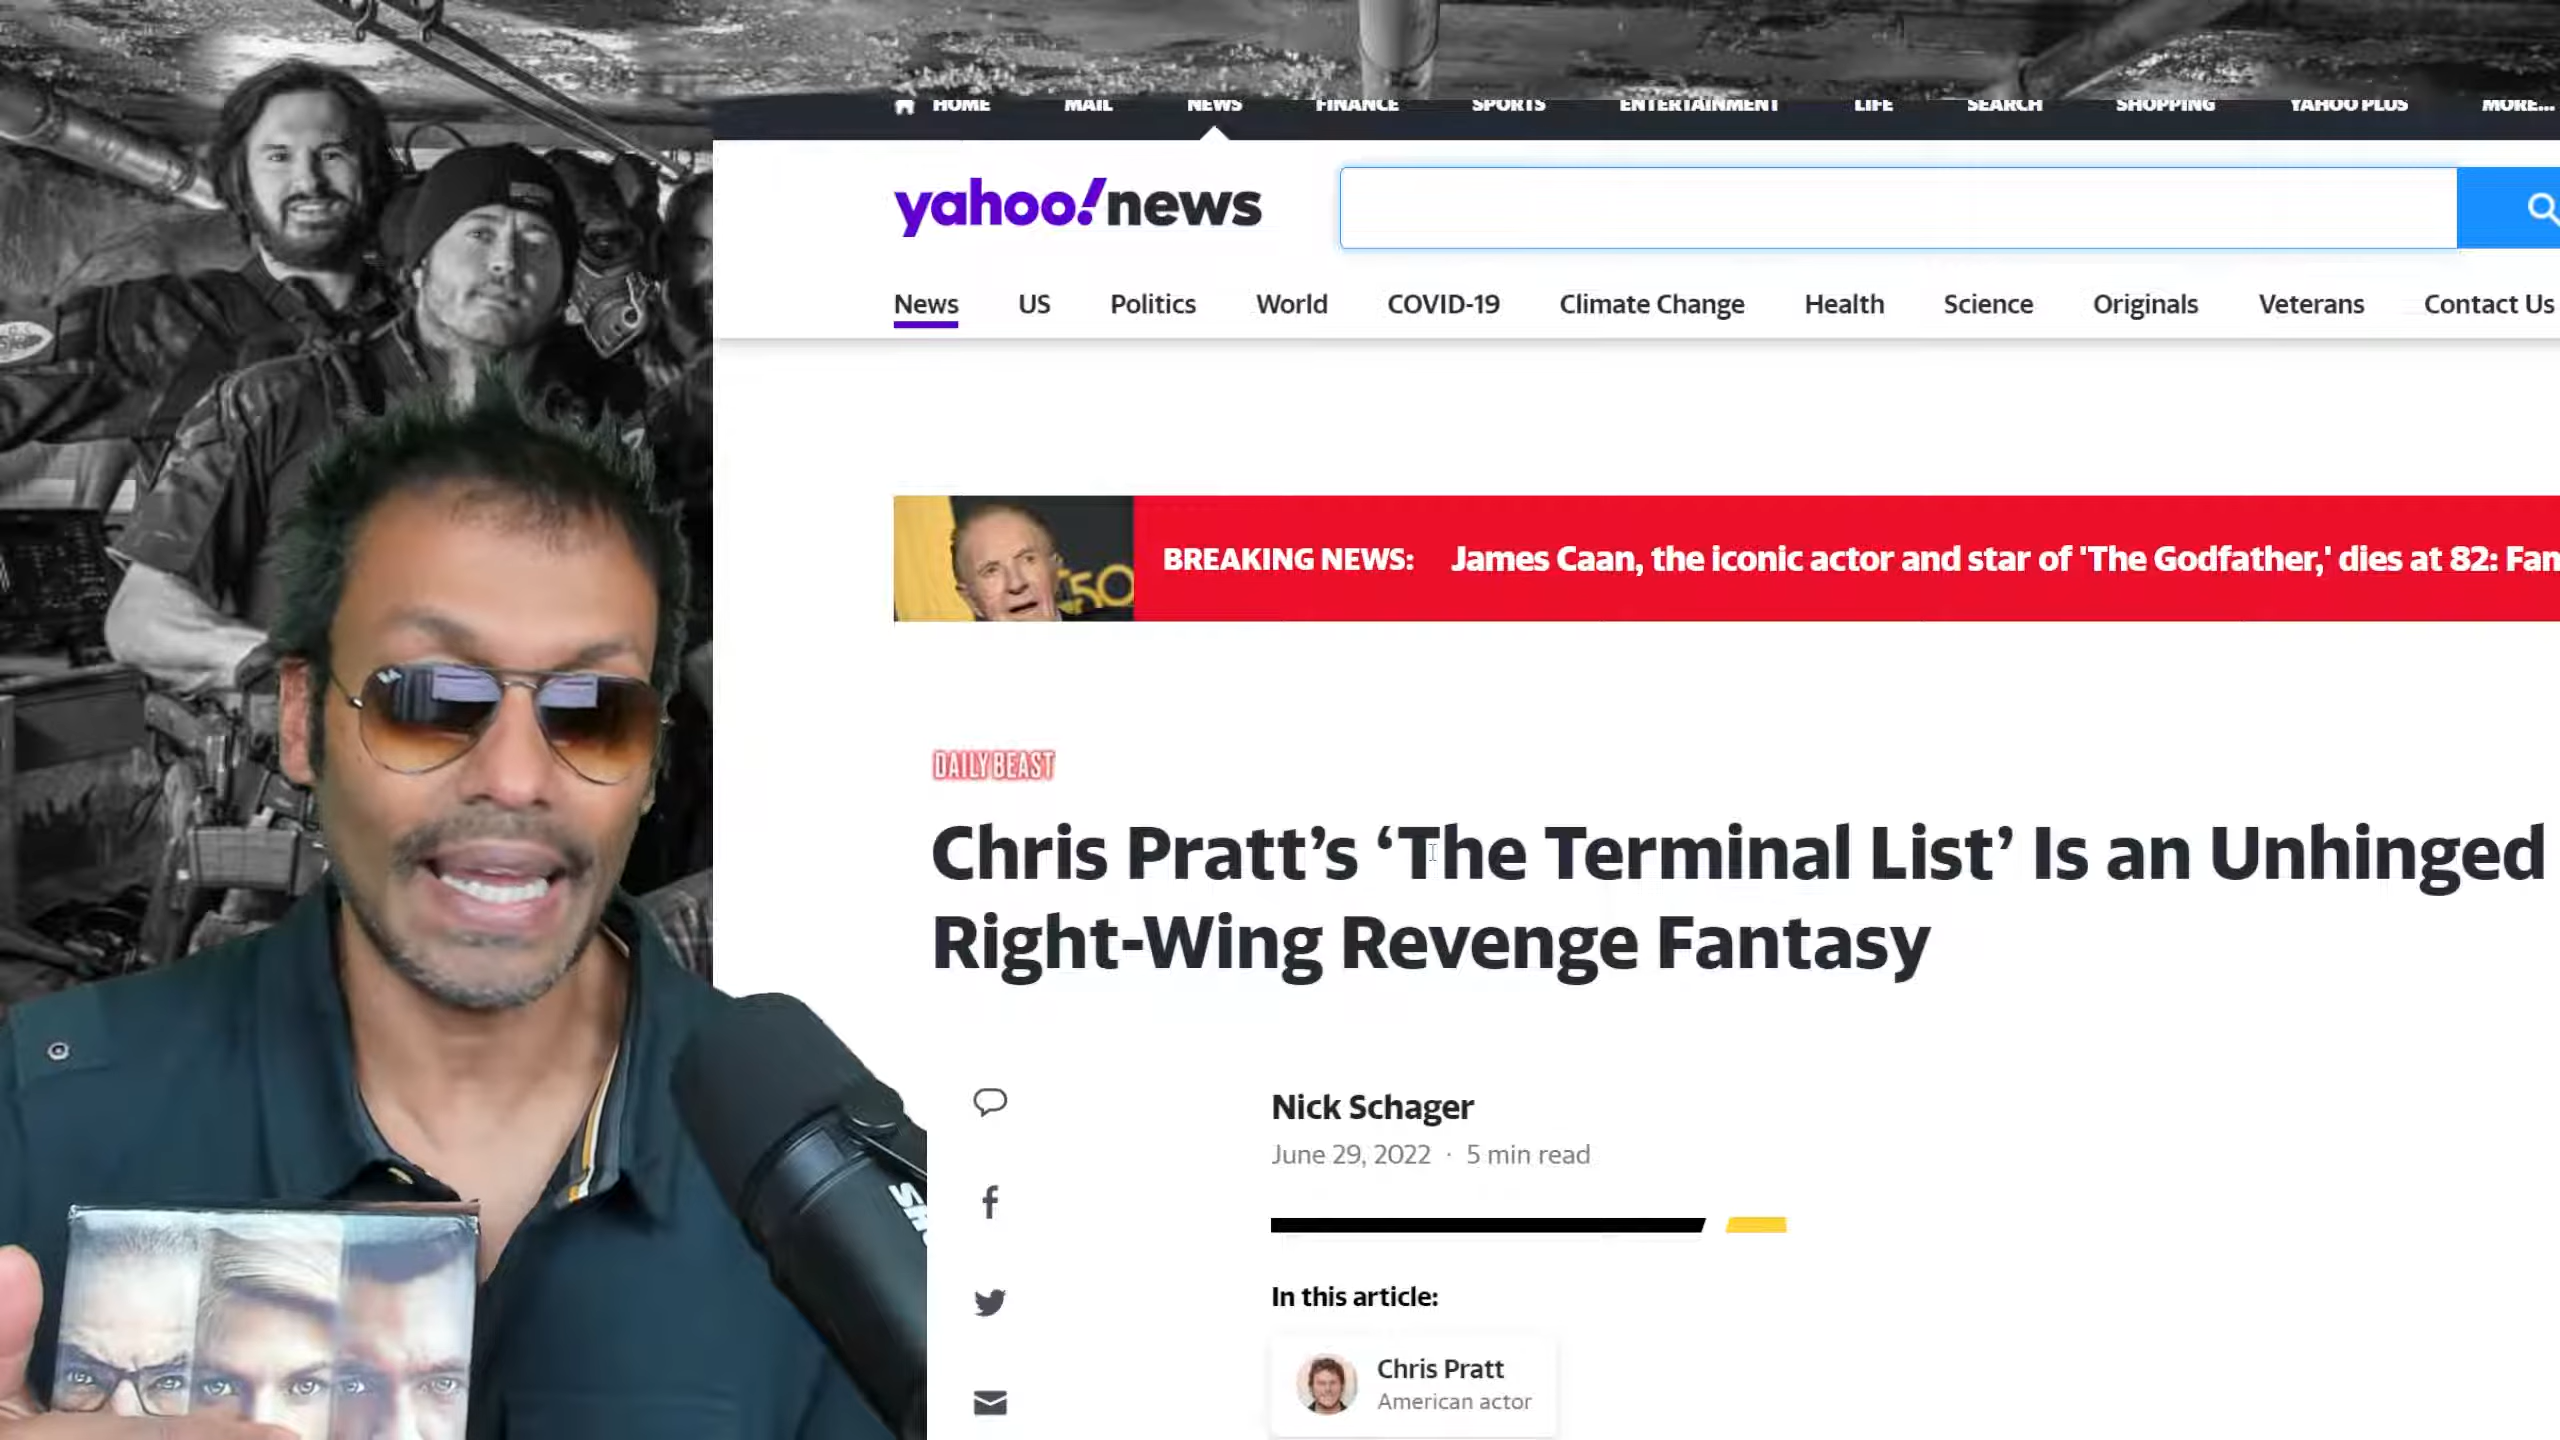 HOME MAIL NEWS FINANCE SPORTS ENTERTAINMENT LIFE SEARCH SHOPPING YAHOO PLUS MORE...
yahoo!news
News US Politics World COVID-19 Climate Change Health Science Originals Veterans Contact Us
BREAKING NEWS: James Caan, the iconic actor and star of 'The Godfather,' dies at 82: Fam
DAILY BEAST
Chris Pratt’s ‘The Terminal List’ Is an Unhinged
Right-Wing Revenge Fantasy
Nick Schager
June 29, 2022 · 5 min read
In this article:
Chris Pratt
American actor